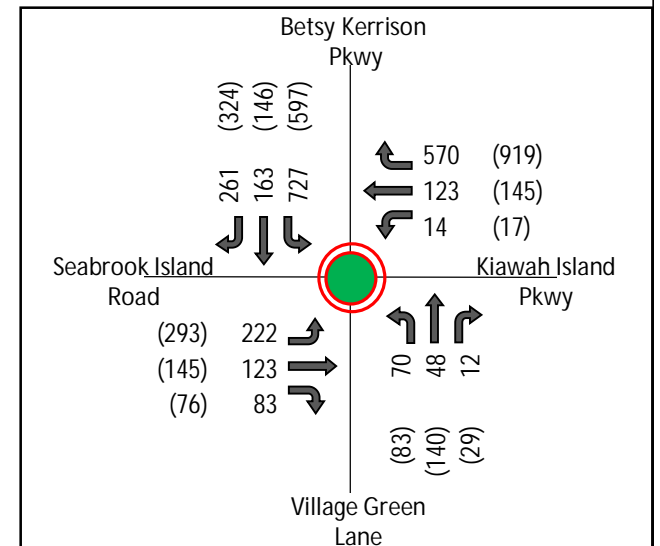 Betsy Kerrison
Pkwy
(324) (146) (597)
261 163 727
570 (919)
123 (145)
14 (17)
Seabrook Island
Road
Kiawah Island
Pkwy
(293) 222
(145) 123
(76) 83
70 48 12
(83) (140) (29)
Village Green
Lane